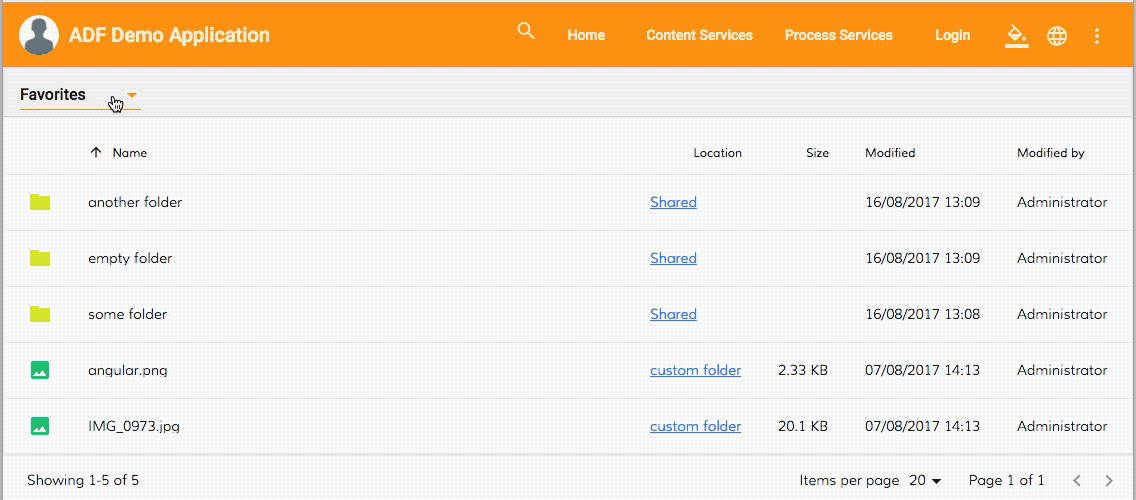 ADF Demo Application Home Content Services Process Services Login
Favorites
Name Location Size Modified Modified by
another folder Shared 16/08/2017 13:09 Administrator
empty folder Shared 16/08/2017 13:09 Administrator
some folder Shared 16/08/2017 13:08 Administrator
angular.png custom folder 2.33 KB 07/08/2017 14:13 Administrator
IMG_0973.jpg custom folder 20.1 KB 07/08/2017 14:13 Administrator
Showing 1-5 of 5 Items per page 20 Page 1 of 1